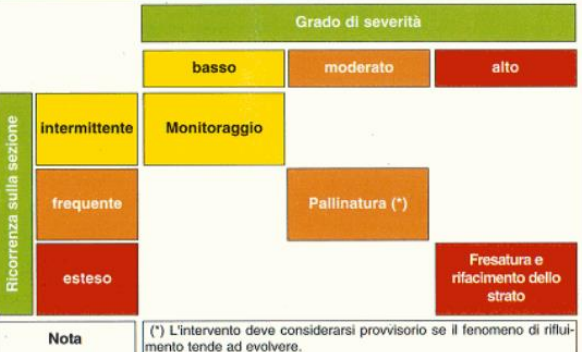 Grado di severità
basso
moderato
alto
Ricorrenza sulla sezione
intermittente
Monitoraggio
frequente
Pallinatura (*)
esteso
Fresatura e
rifacimento dello
strato
Nota
(*) L'intervento deve considerarsi provvisorio se il fenomeno di riflui-
mento tende ad evolvere.